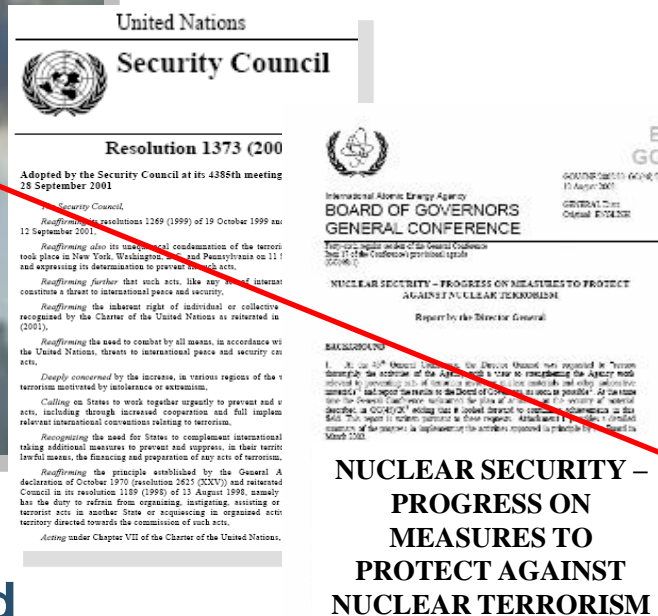 United Nations
Security Council
Resolution 1373 (200
Adopted by the Security Council at its 4385th meeting
28 September 2001
Security Council,
Reaffirming its resolutions 1269 (1999) of 19 October 1999 and
12 September 2001,
Reaffirming also its unequivocal condemnation of the terrori
took place in New York, Washington, and Pennsylvania on 11
and expressing its determination to prevent all such acts,
Reaffirming further that such acts, like any act of internat
constitute a threat to international peace and security,
Reaffirming the inherent right of individual or collective
recognized by the Charter of the United Nations as reiterated in
(2001),
Reaffirming the need to combat by all means, in accordance wi
the United Nations, threats to international peace and security cau
acts,
Deeply concerned by the increase, in various regions of the
terrorism motivated by intolerance or extremism,
Calling on States to work together urgently to prevent and
acts, including through increased cooperation and full implem
relevant international conventions relating to terrorism,
Recognizing the need for States to complement international
taking additional measures to prevent and suppress, in their territ
lawful means, the financing and preparation of any acts of terrorism,
Reaffirming the principle established by the General A
declaration of October 1970 (resolution 2625 (XXV)) and reiterated
Council in its resolution 1189 (1998) of 13 August 1998, namely
has the duty to refrain from organizing, instigating, assisting or
terrorist acts in another State or acquiescing in organized activ
territory directed towards the commission of such acts,
Acting under Chapter VII of the Charter of the United Nations,
d
GO
GENERAL
Original: ENGLISH
International Atomic Energy Agency
BOARD OF GOVERNORS
GENERAL CONFERENCE
NUCLEAR SECURITY – PROGRESS ON MEASURES TO PROTECT
AGAINST NUCLEAR TERRORISM
Report by the Director General
BACKGROUND
NUCLEAR SECURITY –
PROGRESS ON
MEASURES TO
PROTECT AGAINST
NUCLEAR TERRORISM